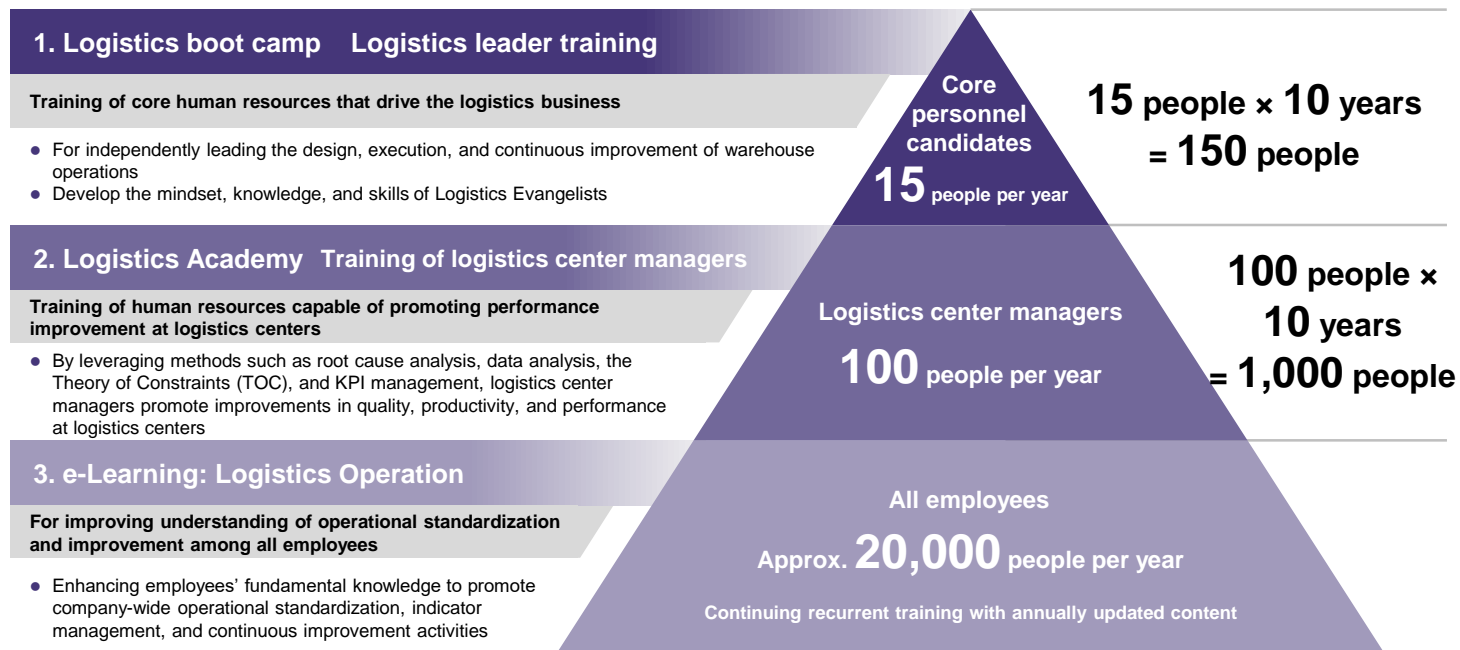 1. Logistics boot camp Logistics leader training
Training of core human resources that drive the logistics business
● For independently leading the design, execution, and continuous improvement of warehouse
operations
● Develop the mindset, knowledge, and skills of Logistics Evangelists
Core
personnel
candidates
15 people per year
15 people × 10 years
= 150 people
2. Logistics Academy Training of logistics center managers
Training of human resources capable of promoting performance
improvement at logistics centers
● By leveraging methods such as root cause analysis, data analysis, the
Theory of Constraints (TOC), and KPI management, logistics center
managers promote improvements in quality, productivity, and performance
at logistics centers
Logistics center managers
100 people per year
100 people ×
10 years
= 1,000 people
3. e-Learning: Logistics Operation
For improving understanding of operational standardization
and improvement among all employees
● Enhancing employees’ fundamental knowledge to promote
company-wide operational standardization, indicator
management, and continuous improvement activities
All employees
Approx. 20,000 people per year
Continuing recurrent training with annually updated content